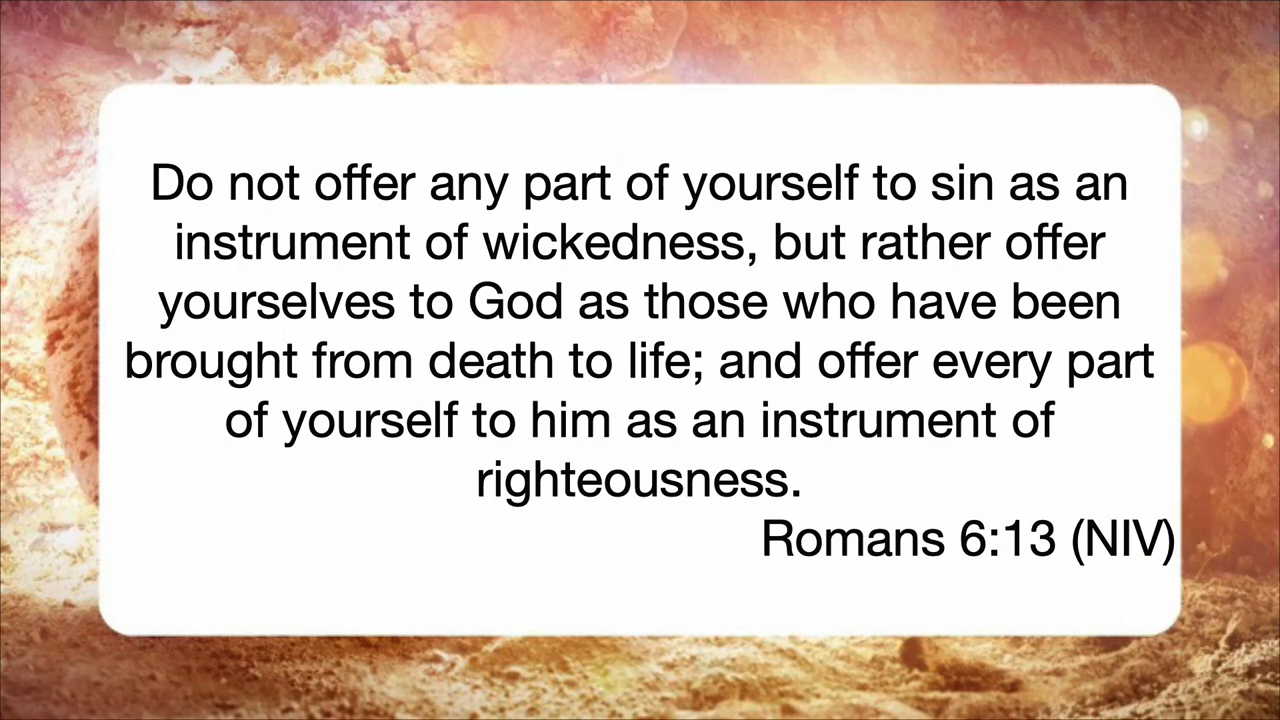 Do not offer any part of yourself to sin as an
instrument of wickedness, but rather offer
yourselves to God as those who have been
brought from death to life; and offer every part
of yourself to him as an instrument of
righteousness.
Romans 6:13 (NIV)